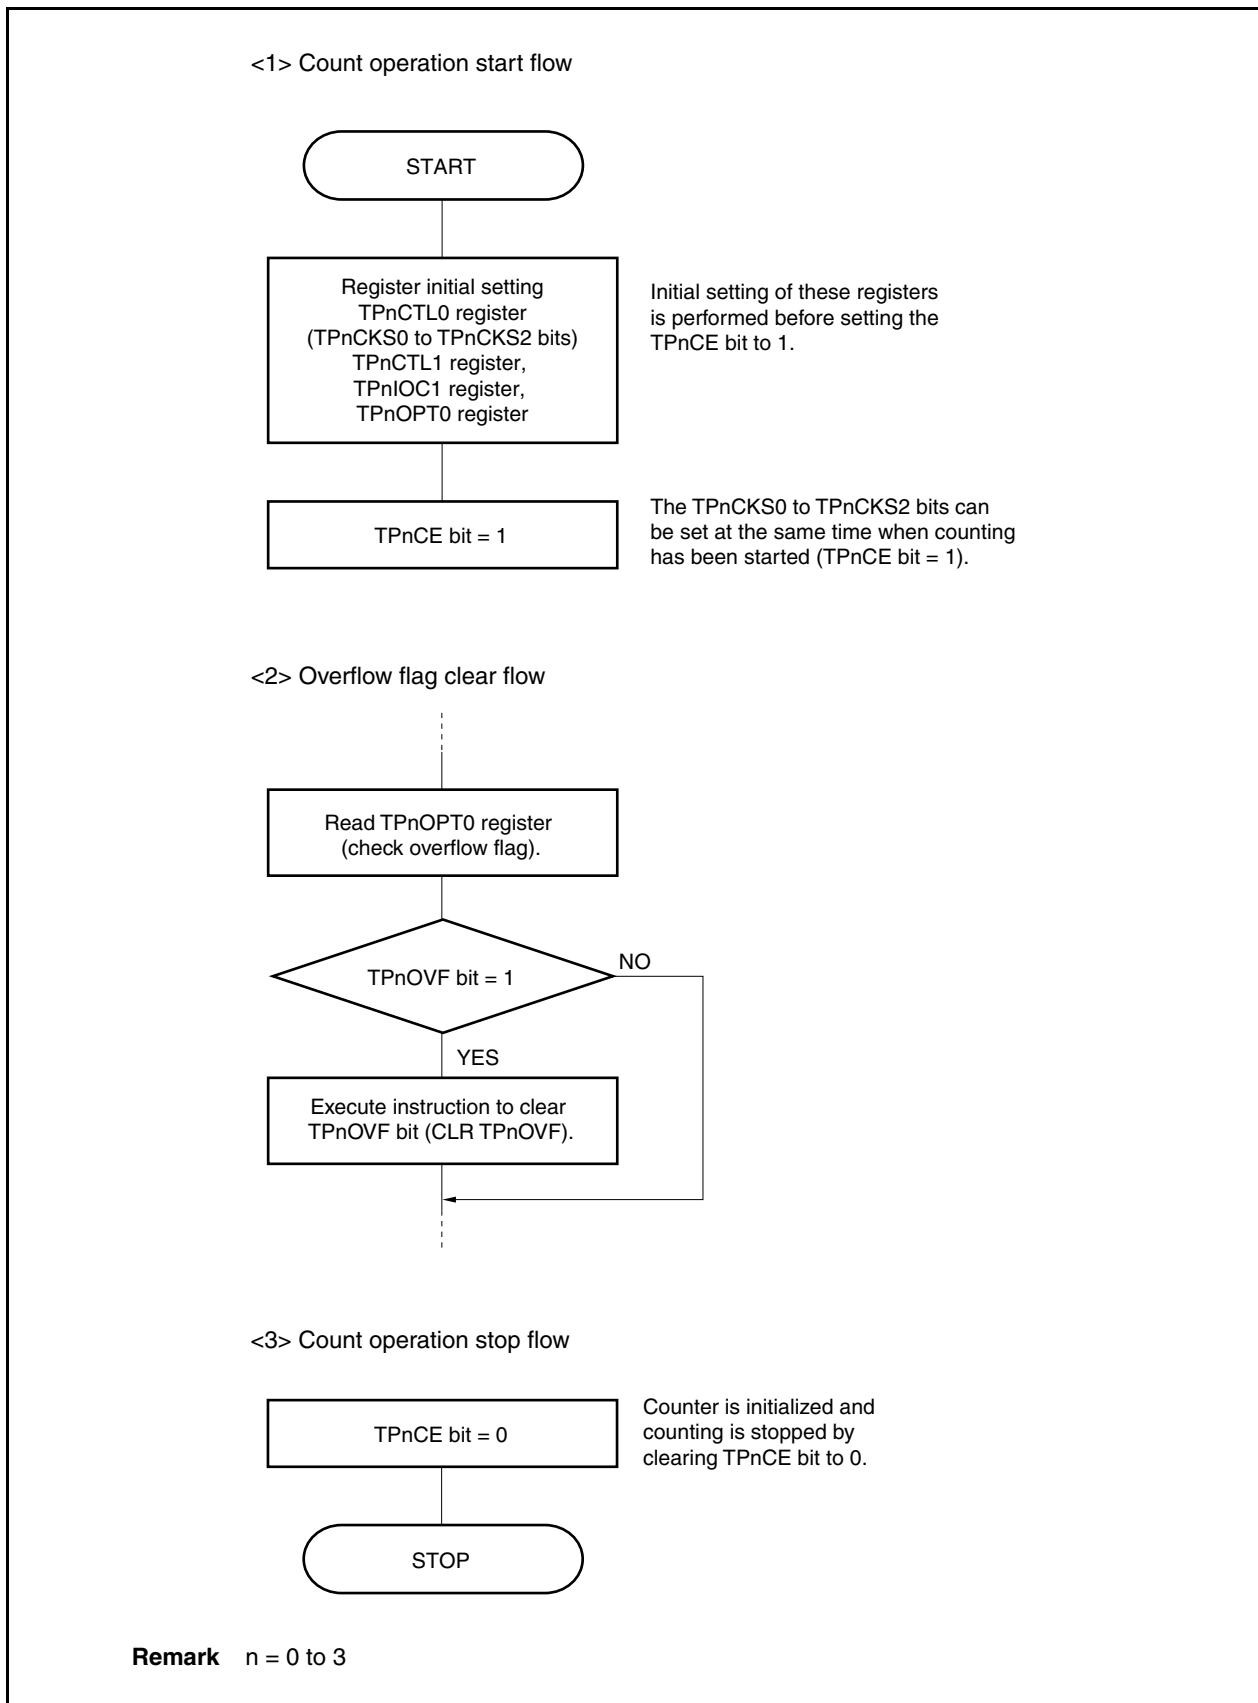 <1> Count operation start flow
START
Register initial setting
TPnCTL0 register
(TPnCKS0 to TPnCKS2 bits)
TPnCTL1 register,
TPnIOC1 register,
TPnOPT0 register
Initial setting of these registers
is performed before setting the
TPnCE bit to 1.
TPnCE bit = 1
The TPnCKS0 to TPnCKS2 bits can
be set at the same time when counting
has been started (TPnCE bit = 1).
<2> Overflow flag clear flow
Read TPnOPT0 register
(check overflow flag).
TPnOVF bit = 1
NO
YES
Execute instruction to clear
TPnOVF bit (CLR TPnOVF).
<3> Count operation stop flow
TPnCE bit = 0
Counter is initialized and
counting is stopped by
clearing TPnCE bit to 0.
STOP
Remark n = 0 to 3